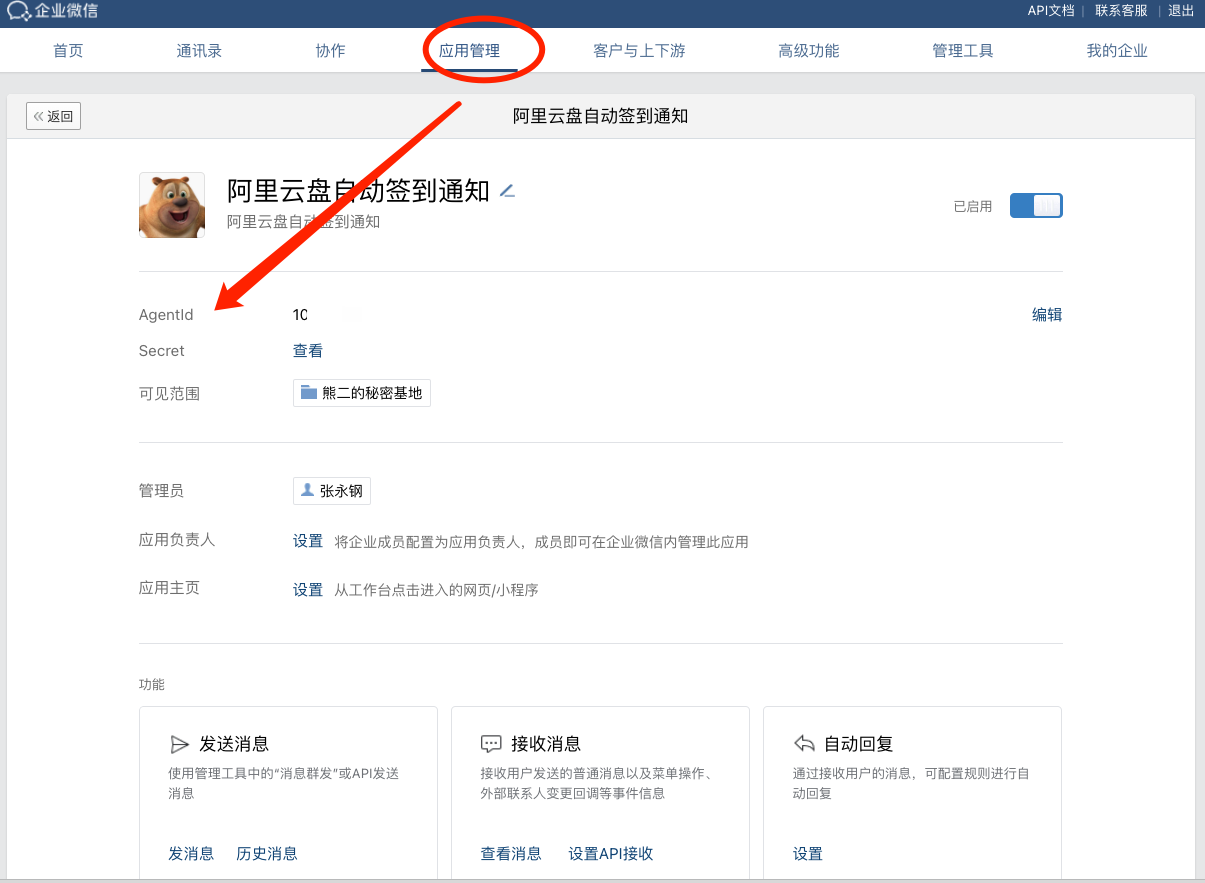 企业微信
API文档 | 联系客服 | 退出
首页 通讯录 协作 应用管理 客户与上下游 高级功能 管理工具 我的企业
返回 阿里云盘自动签到通知
阿里云盘自动签到通知
阿里云盘自动签到通知
已启用
AgentId 10 编辑
Secret 查看
可见范围 熊二的秘密基地
管理员 张永钢
应用负责人 设置 将企业成员配置为应用负责人，成员即可在企业微信内管理此应用
应用主页 设置 从工作台点击进入的网页/小程序
功能
发送消息
使用管理工具中的“消息群发”或API发送
消息
发消息 历史消息
接收消息
接收用户发送的普通消息以及菜单操作、
外部联系人变更回调等事件信息
查看消息 设置API接收
自动回复
通过接收用户的消息，可配置规则进行自
动回复
设置